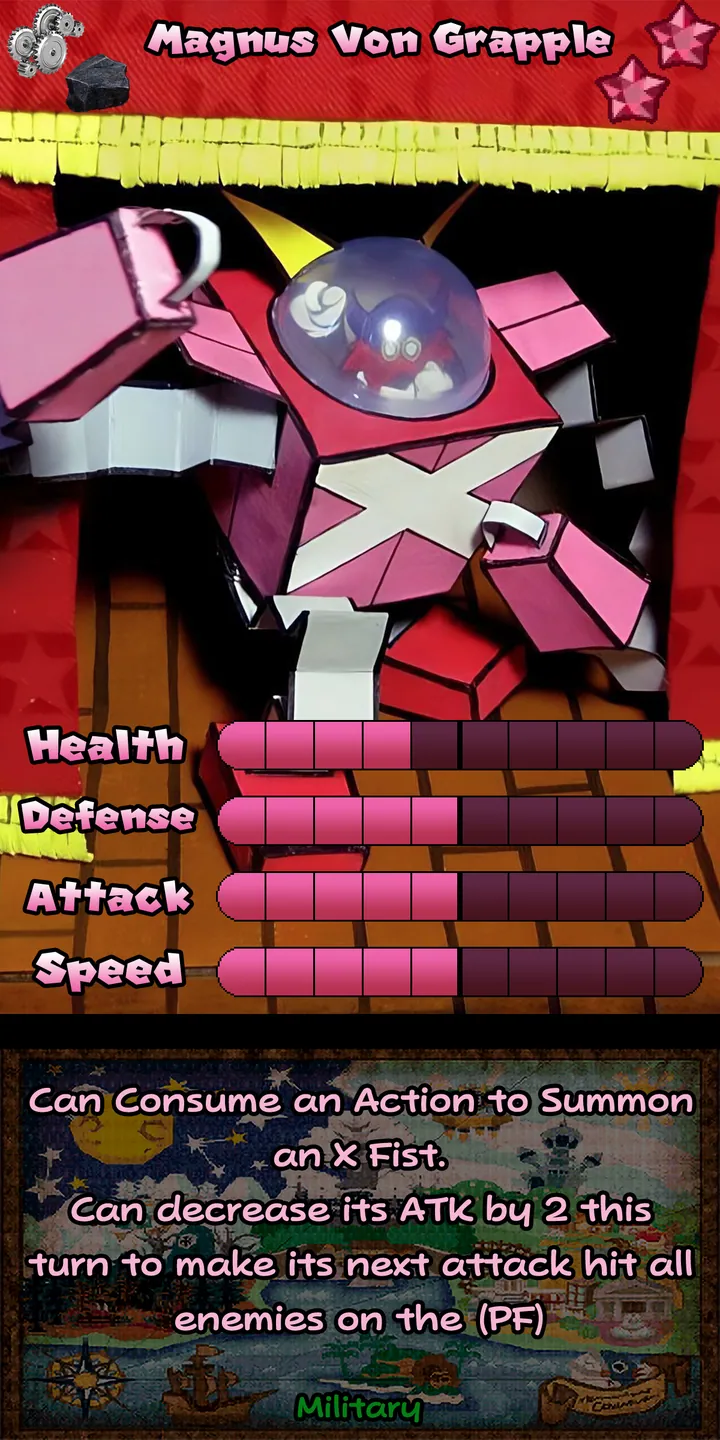 Magnus Von Grapple
Health
Defense
Attack
Speed
Can Consume an Action to Summon
an X Fist.
Can decrease its ATK by 2 this
turn to make its next attack hit all
enemies on the (PF)
Military